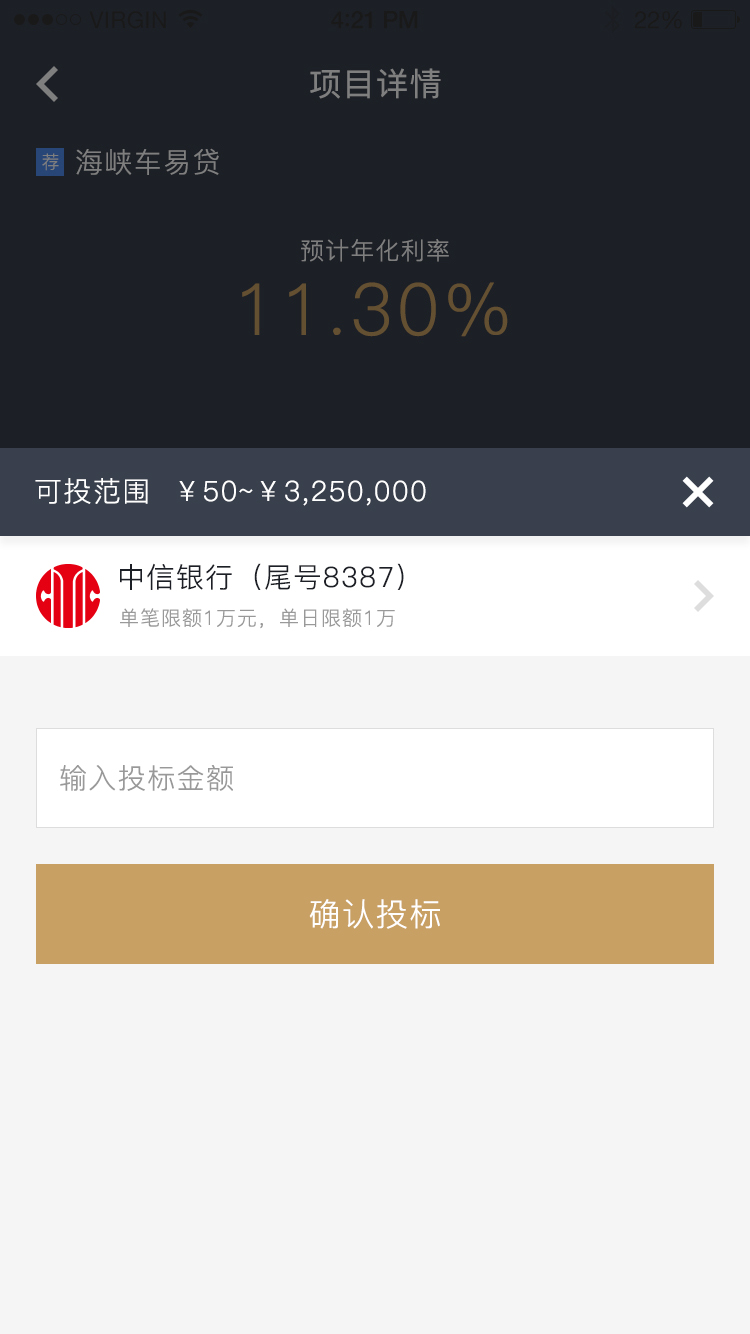 VIRGIN 4:21 PM 22%
项目详情
荐 海峡车易贷
预计年化利率
11.30%
可投范围 ¥50~¥3,250,000
中信银行（尾号8387）
单笔限额1万元，单日限额1万
输入投标金额
确认投标